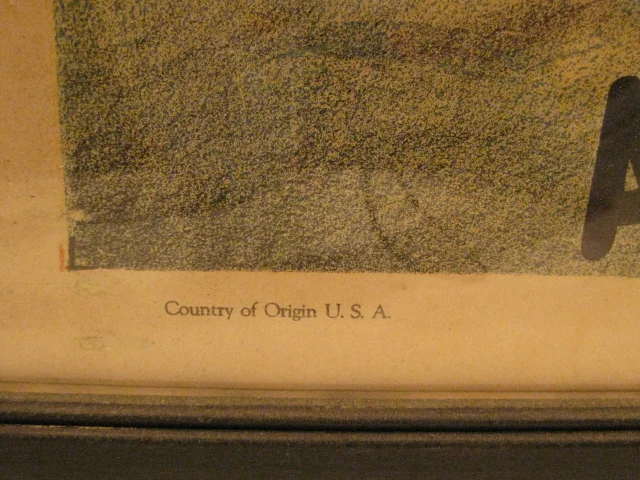 A
Country of Origin U. S. A.